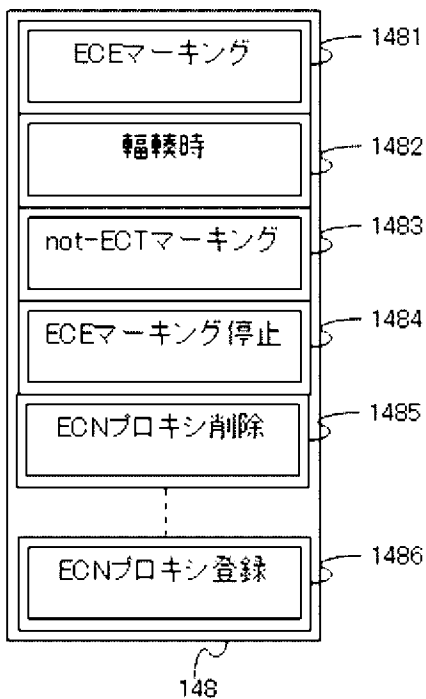 ECEマーキング
1481
輻輳時
1482
not-ECTマーキング
1483
ECEマーキング停止
1484
ECNプロキシ削除
1485
ECNプロキシ登録
1486
148